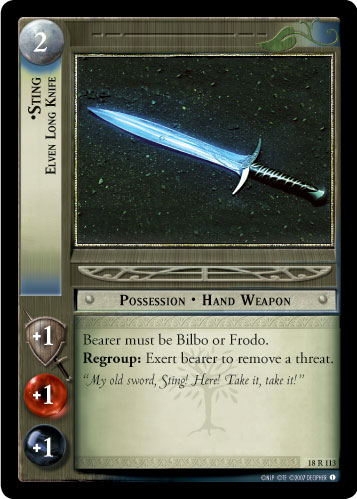 2
•Sting
Elven Long Knife
Possession • Hand Weapon
+1
Bearer must be Bilbo or Frodo.
Regroup: Exert bearer to remove a threat.
+1
"My old sword, Sting! Here! Take it, take it!"
+1
18 R 113